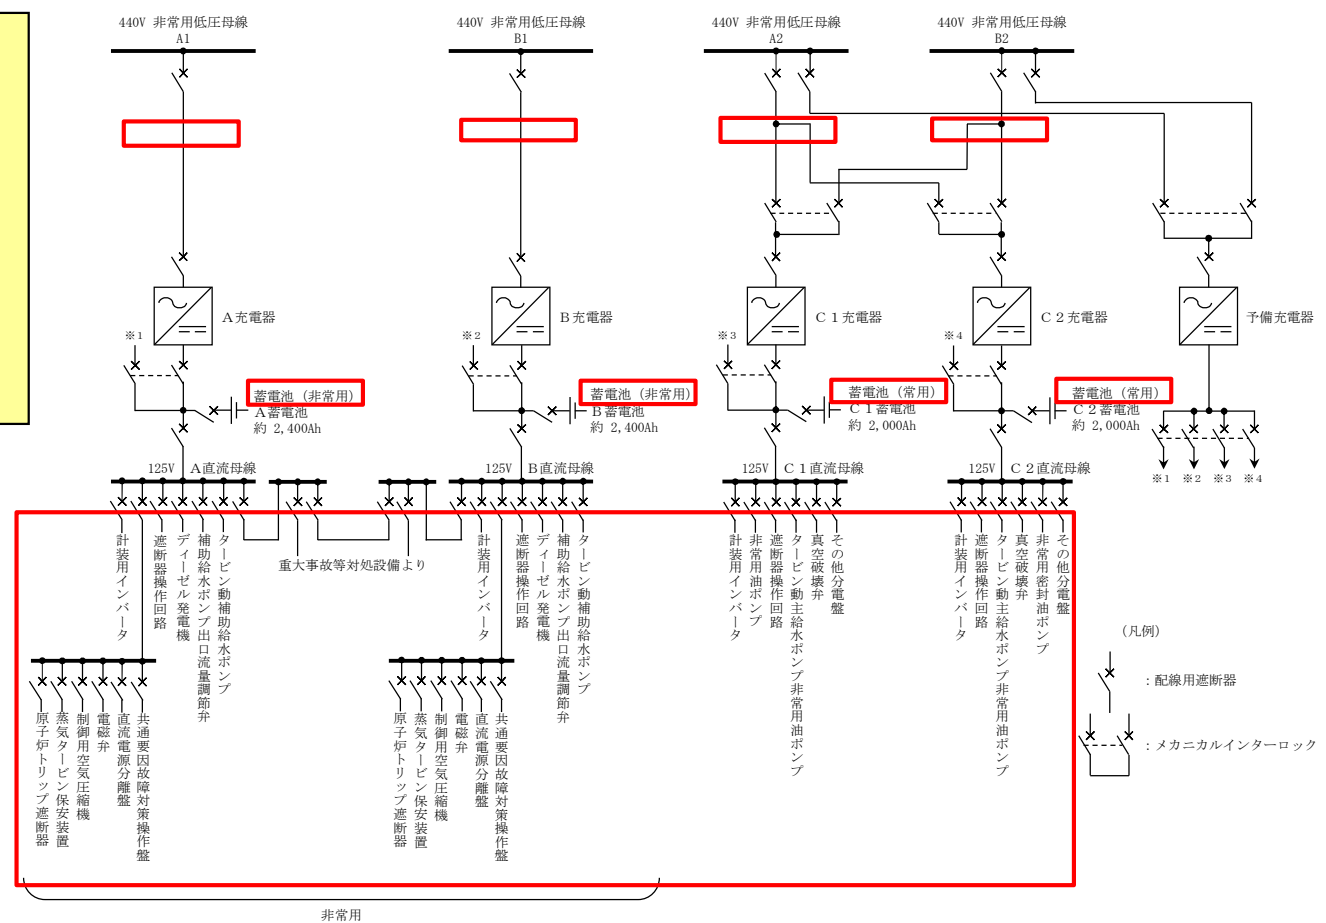 440V 非常用低圧母線
A1
440V 非常用低圧母線
B1
440V 非常用低圧母線
A2
440V 非常用低圧母線
B2
A充電器
B充電器
C1充電器
C2充電器
予備充電器
※1
※2
※3
※4
蓄電池（非常用）
A蓄電池
約 2,400Ah
蓄電池（非常用）
B蓄電池
約 2,400Ah
蓄電池（常用）
C1蓄電池
約 2,000Ah
蓄電池（常用）
C2蓄電池
約 2,000Ah
※1
※2
※3
※4
125V A直流母線
125V B直流母線
125V C1直流母線
125V C2直流母線
計装用インバータ
遮断器操作回路
ディーゼル発電機
補助給水ポンプ出口流量調節弁
タービン動補助給水ポンプ
重大事故等対処設備より
計装用インバータ
遮断器操作回路
ディーゼル発電機
補助給水ポンプ出口流量調節弁
タービン動補助給水ポンプ
計装用インバータ
非常用油ポンプ
遮断器操作回路
タービン動主給水ポンプ非常用油ポンプ
真空破壊弁
その他分電盤
計装用インバータ
遮断器操作回路
タービン動主給水ポンプ非常用油ポンプ
真空破壊弁
非常用密封油ポンプ
その他分電盤
原子炉トリップ遮断器
蒸気タービン保安装置
制御用空気圧縮機
電磁弁
直流電源分離盤
共通要因故障対策操作盤
原子炉トリップ遮断器
蒸気タービン保安装置
制御用空気圧縮機
電磁弁
直流電源分離盤
共通要因故障対策操作盤
（凡例）
：配線用遮断器
：メカニカルインターロック
非常用